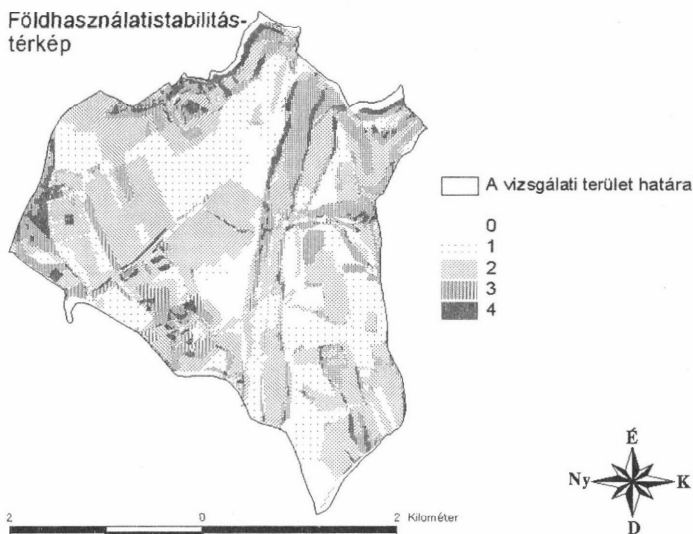 Földhasználatistabilitás-
térkép
A vizsgálati terület határa
0
1
2
3
4
É
Ny
K
D
2 0 2 Kilométer